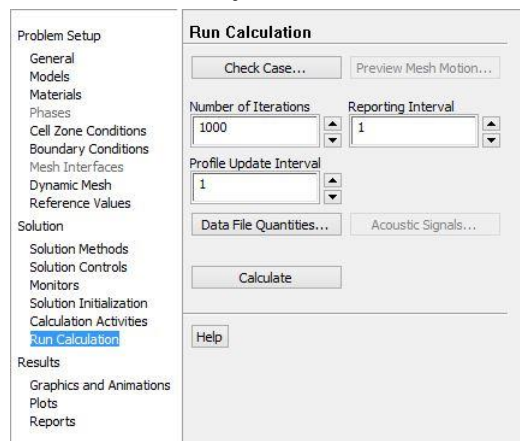 Problem Setup
General
Models
Materials
Phases
Cell Zone Conditions
Boundary Conditions
Mesh Interfaces
Dynamic Mesh
Reference Values
Solution
Solution Methods
Solution Controls
Monitors
Solution Initialization
Calculation Activities
Run Calculation
Results
Graphics and Animations
Plots
Reports
Run Calculation
Check Case... Preview Mesh Motion...
Number of Iterations Reporting Interval
1000 1
Profile Update Interval
1
Data File Quantities... Acoustic Signals...
Calculate
Help